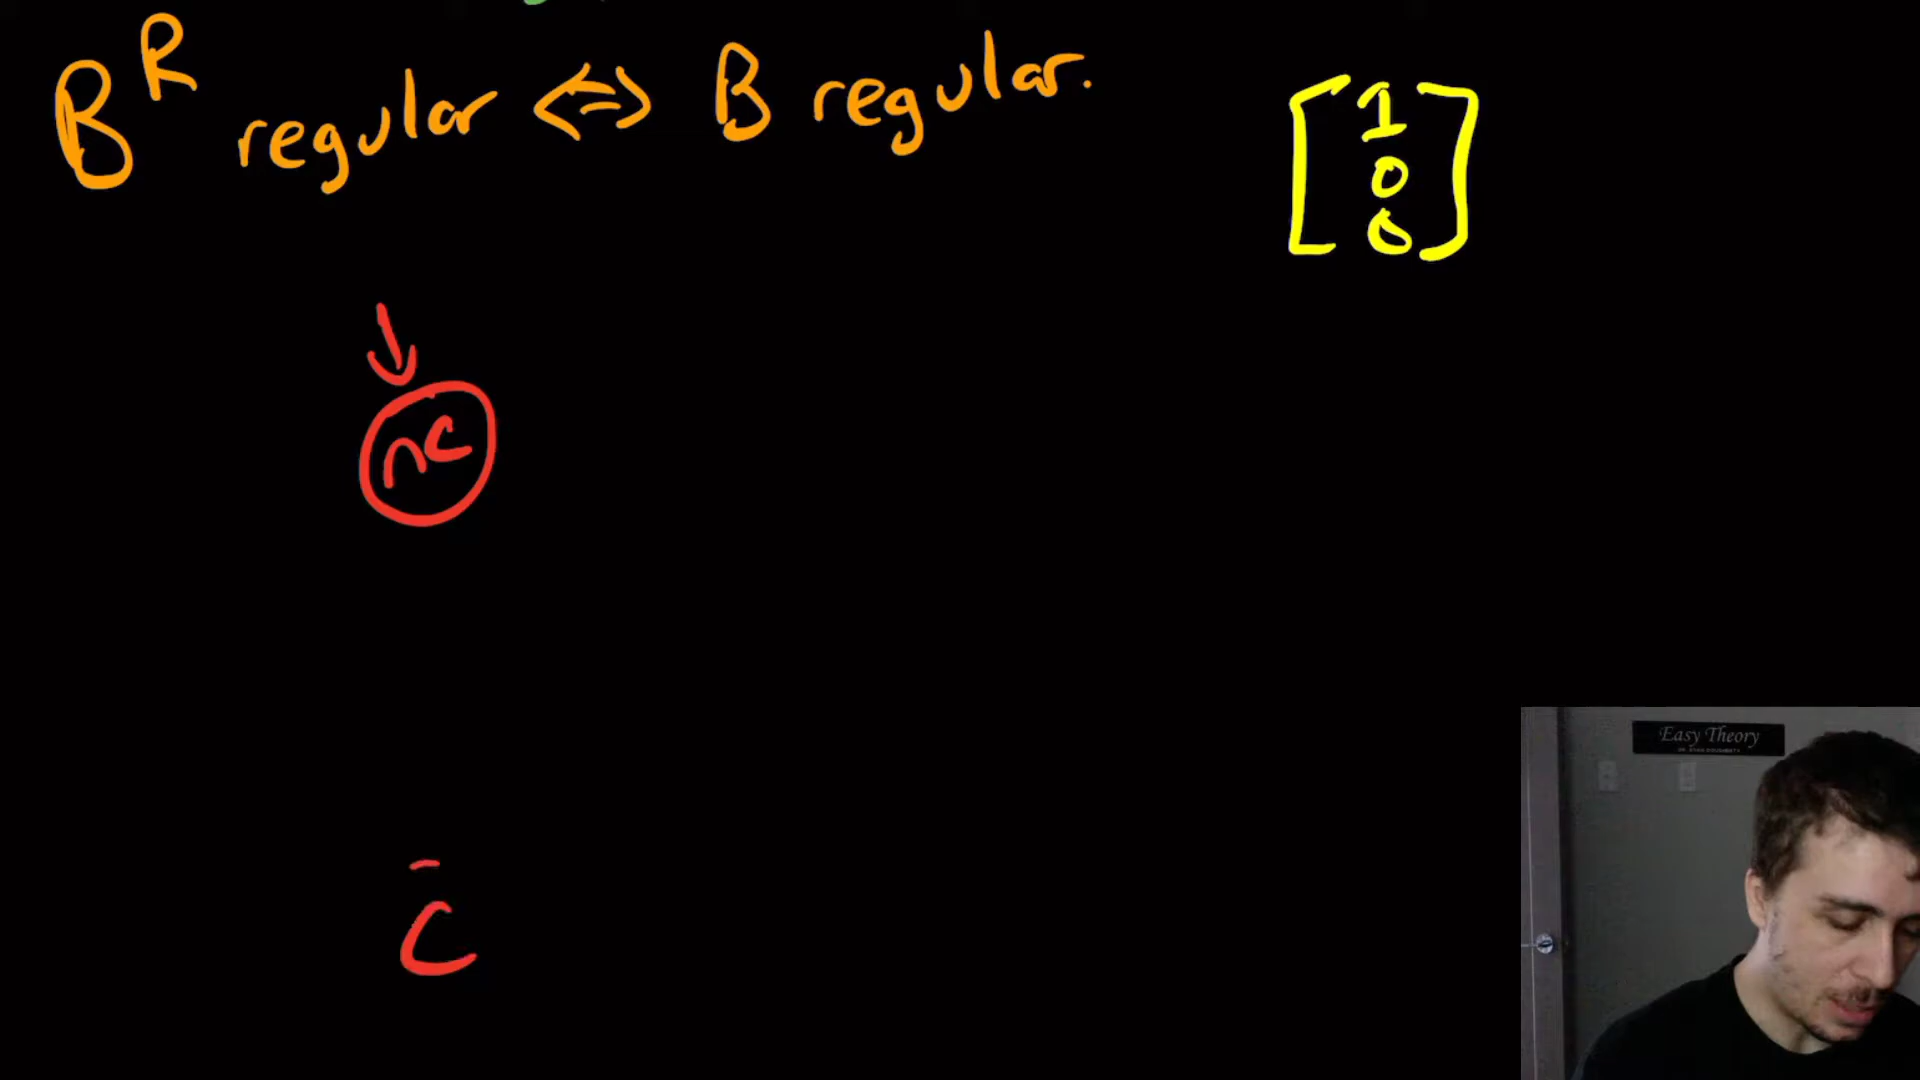 B^R regular <=> B regular.
[1
0
0]
nc
c
Easy Theory